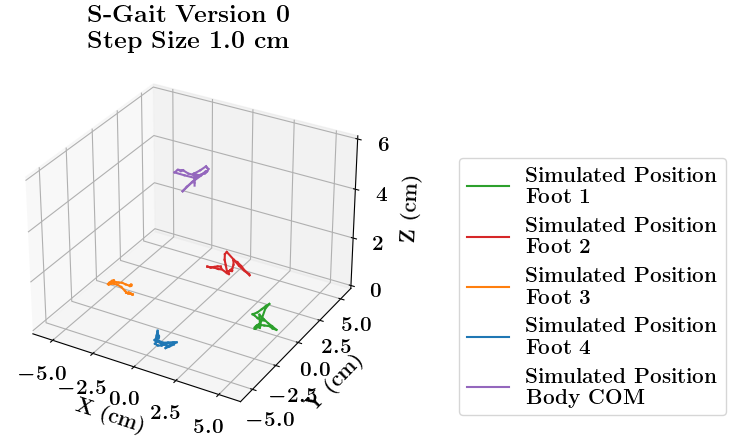 S-Gait Version 0
Step Size 1.0 cm
6
4
2
0
Z (cm)
5.0
2.5
0.0
−2.5
−5.0
Y (cm)
−5.0
−2.5
0.0
2.5
5.0
X (cm)
Simulated Position
Foot 1
Simulated Position
Foot 2
Simulated Position
Foot 3
Simulated Position
Foot 4
Simulated Position
Body COM